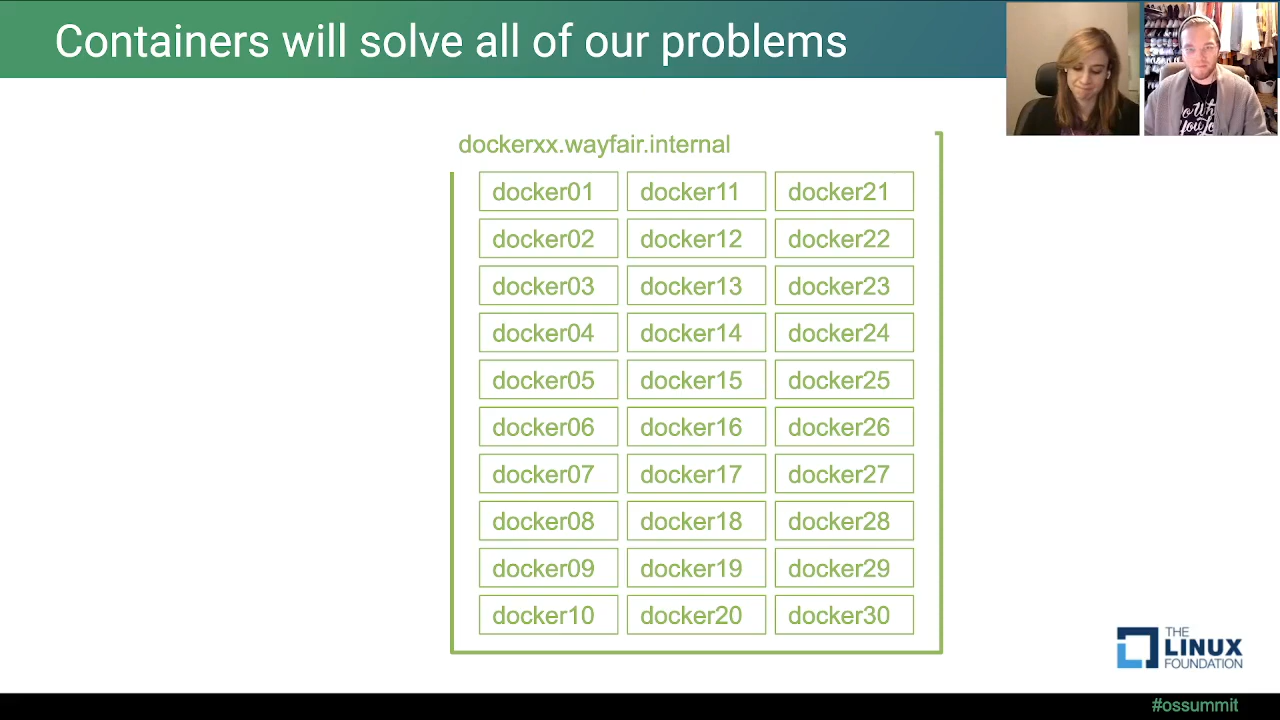 Containers will solve all of our problems
dockerxx.wayfair.internal
docker01 docker11 docker21
docker02 docker12 docker22
docker03 docker13 docker23
docker04 docker14 docker24
docker05 docker15 docker25
docker06 docker16 docker26
docker07 docker17 docker27
docker08 docker18 docker28
docker09 docker19 docker29
docker10 docker20 docker30
THE
LINUX
FOUNDATION
#ossummit